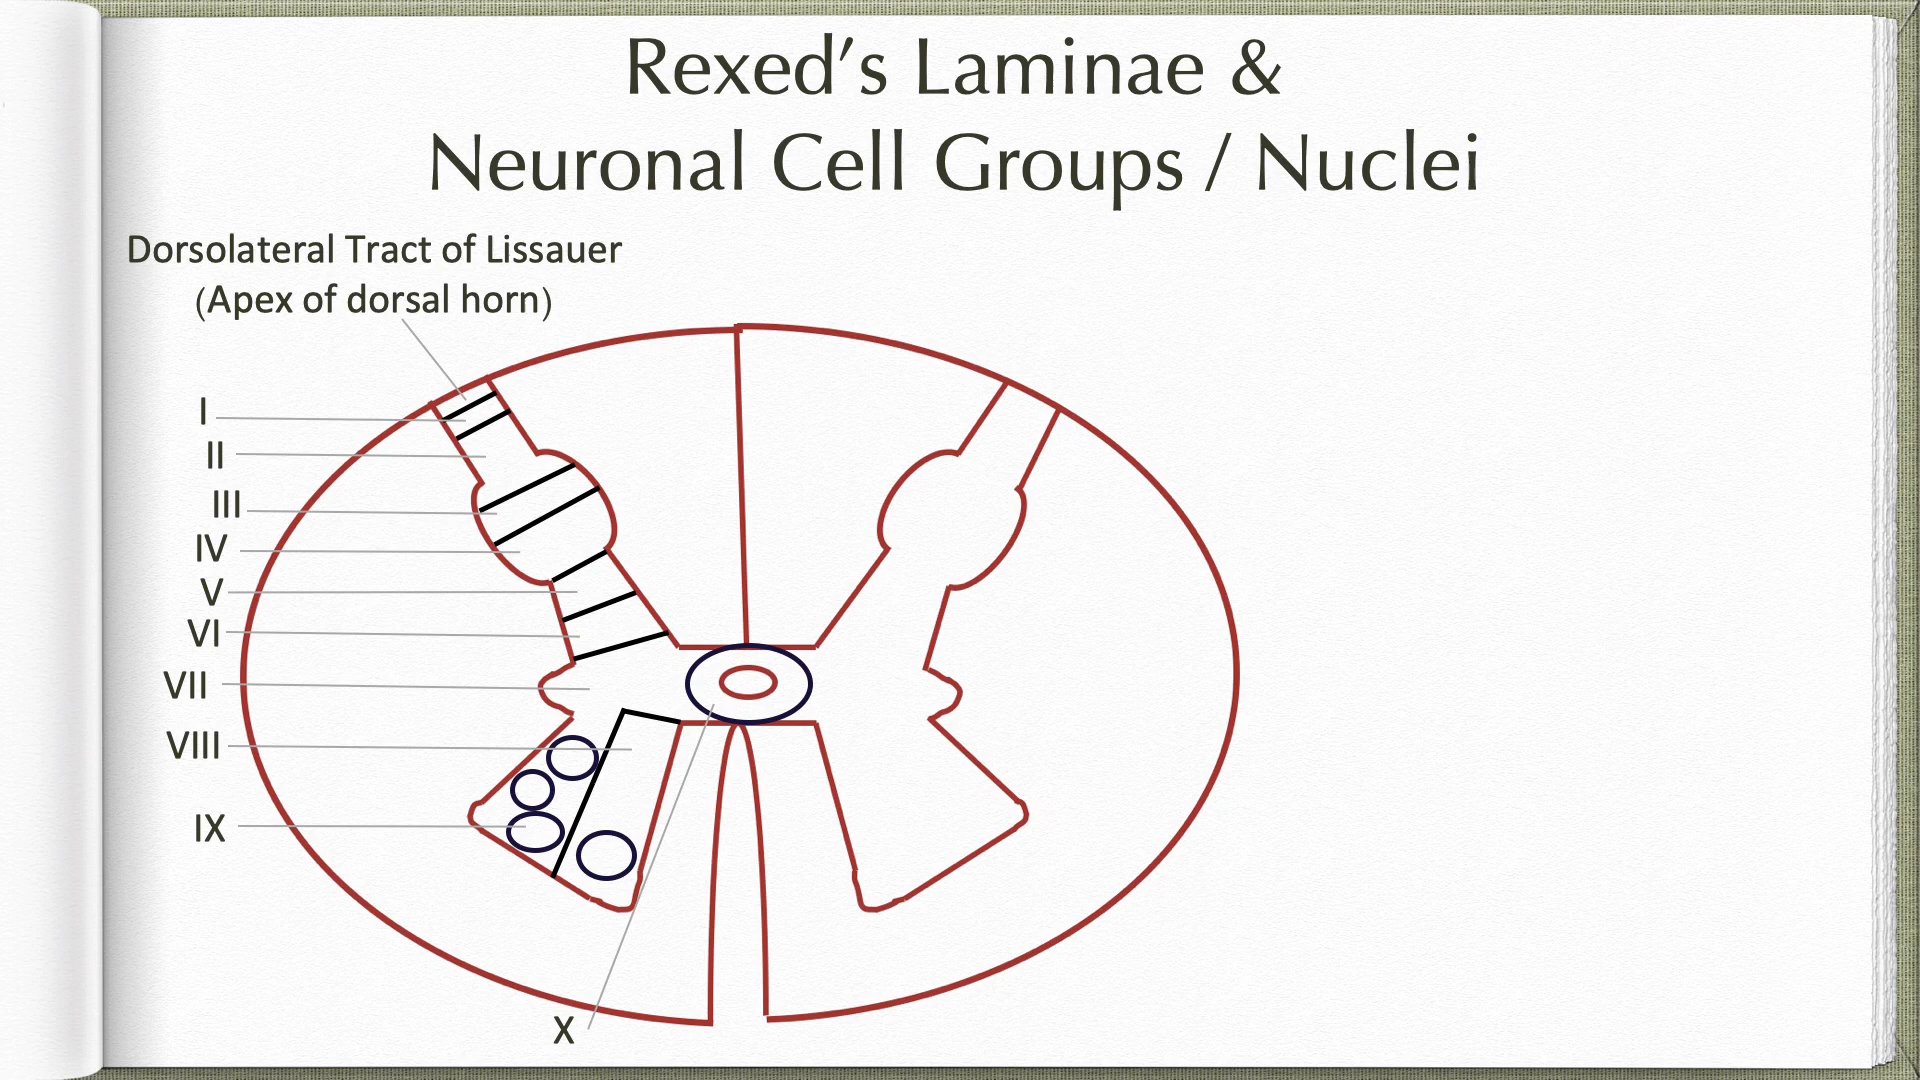 Rexed’s Laminae &
Neuronal Cell Groups / Nuclei
Dorsolateral Tract of Lissauer
(Apex of dorsal horn)
I
II
III
IV
V
VI
VII
VIII
IX
X